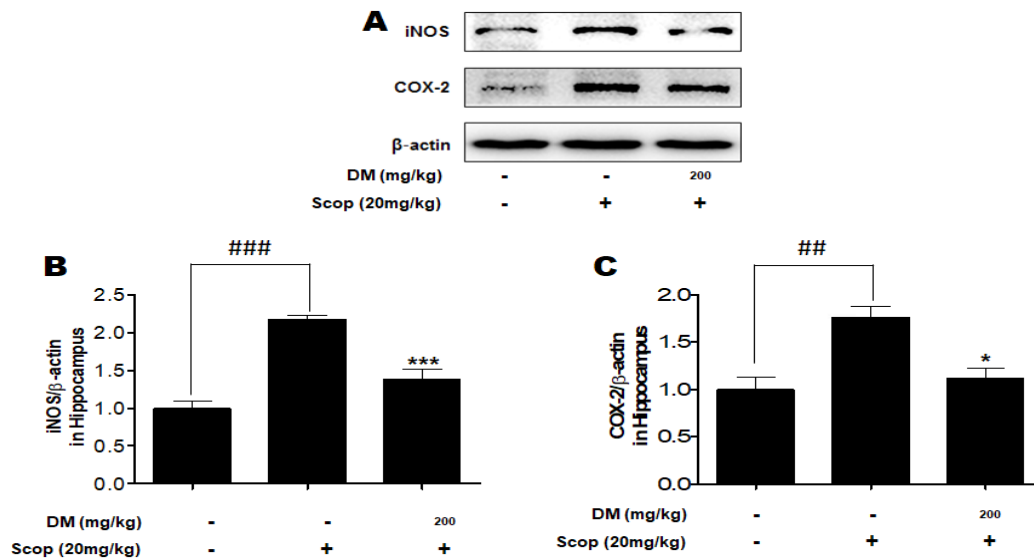 A
iNOS
COX-2
β-actin
DM (mg/kg) - - 200
Scop (20mg/kg) - + +
B
###
2.5
2.0
1.5
1.0
0.5
0.0
iNOS/β-actin
in Hippocampus
***
DM (mg/kg) - - 200
Scop (20mg/kg) - + +
C
##
2.0
1.5
1.0
0.5
0.0
COX-2/β-actin
in Hippocampus
*
DM (mg/kg) - - 200
Scop (20mg/kg) - + +